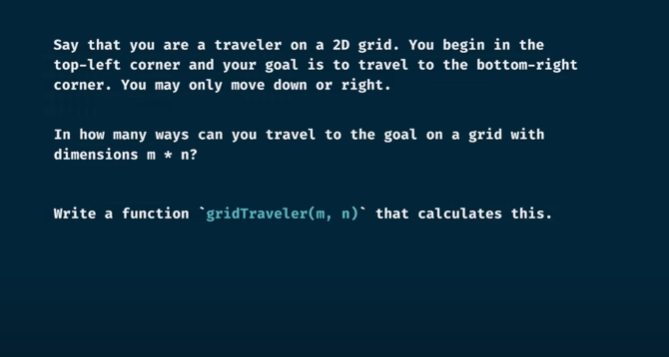 Say that you are a traveler on a 2D grid. You begin in the
top-left corner and your goal is to travel to the bottom-right
corner. You may only move down or right.
In how many ways can you travel to the goal on a grid with
dimensions m * n?
Write a function `gridTraveler(m, n)` that calculates this.